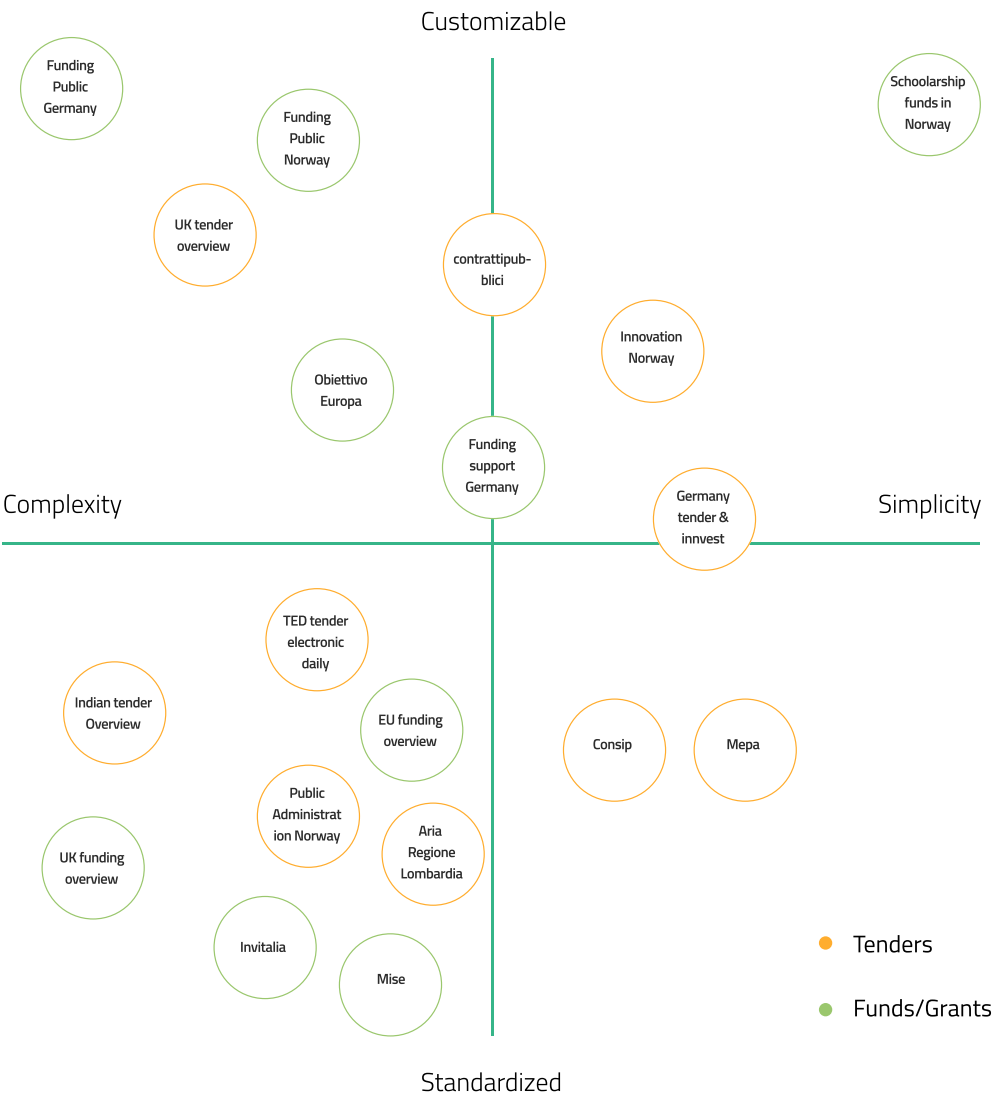 Customizable
Funding
Public
Germany
Funding
Public
Norway
Schoolarship
funds in
Norway
UK tender
overview
contrattipub-
blici
Innovation
Norway
Obiettivo
Europa
Funding
support
Germany
Complexity
Germany
tender &
innvest
Simplicity
TED tender
electronic
daily
Indian tender
Overview
EU funding
overview
Consip
Mepa
Public
Administrat
ion Norway
Aria
Regione
Lombardia
UK funding
overview
Invitalia
Mise
Tenders
Funds/Grants
Standardized